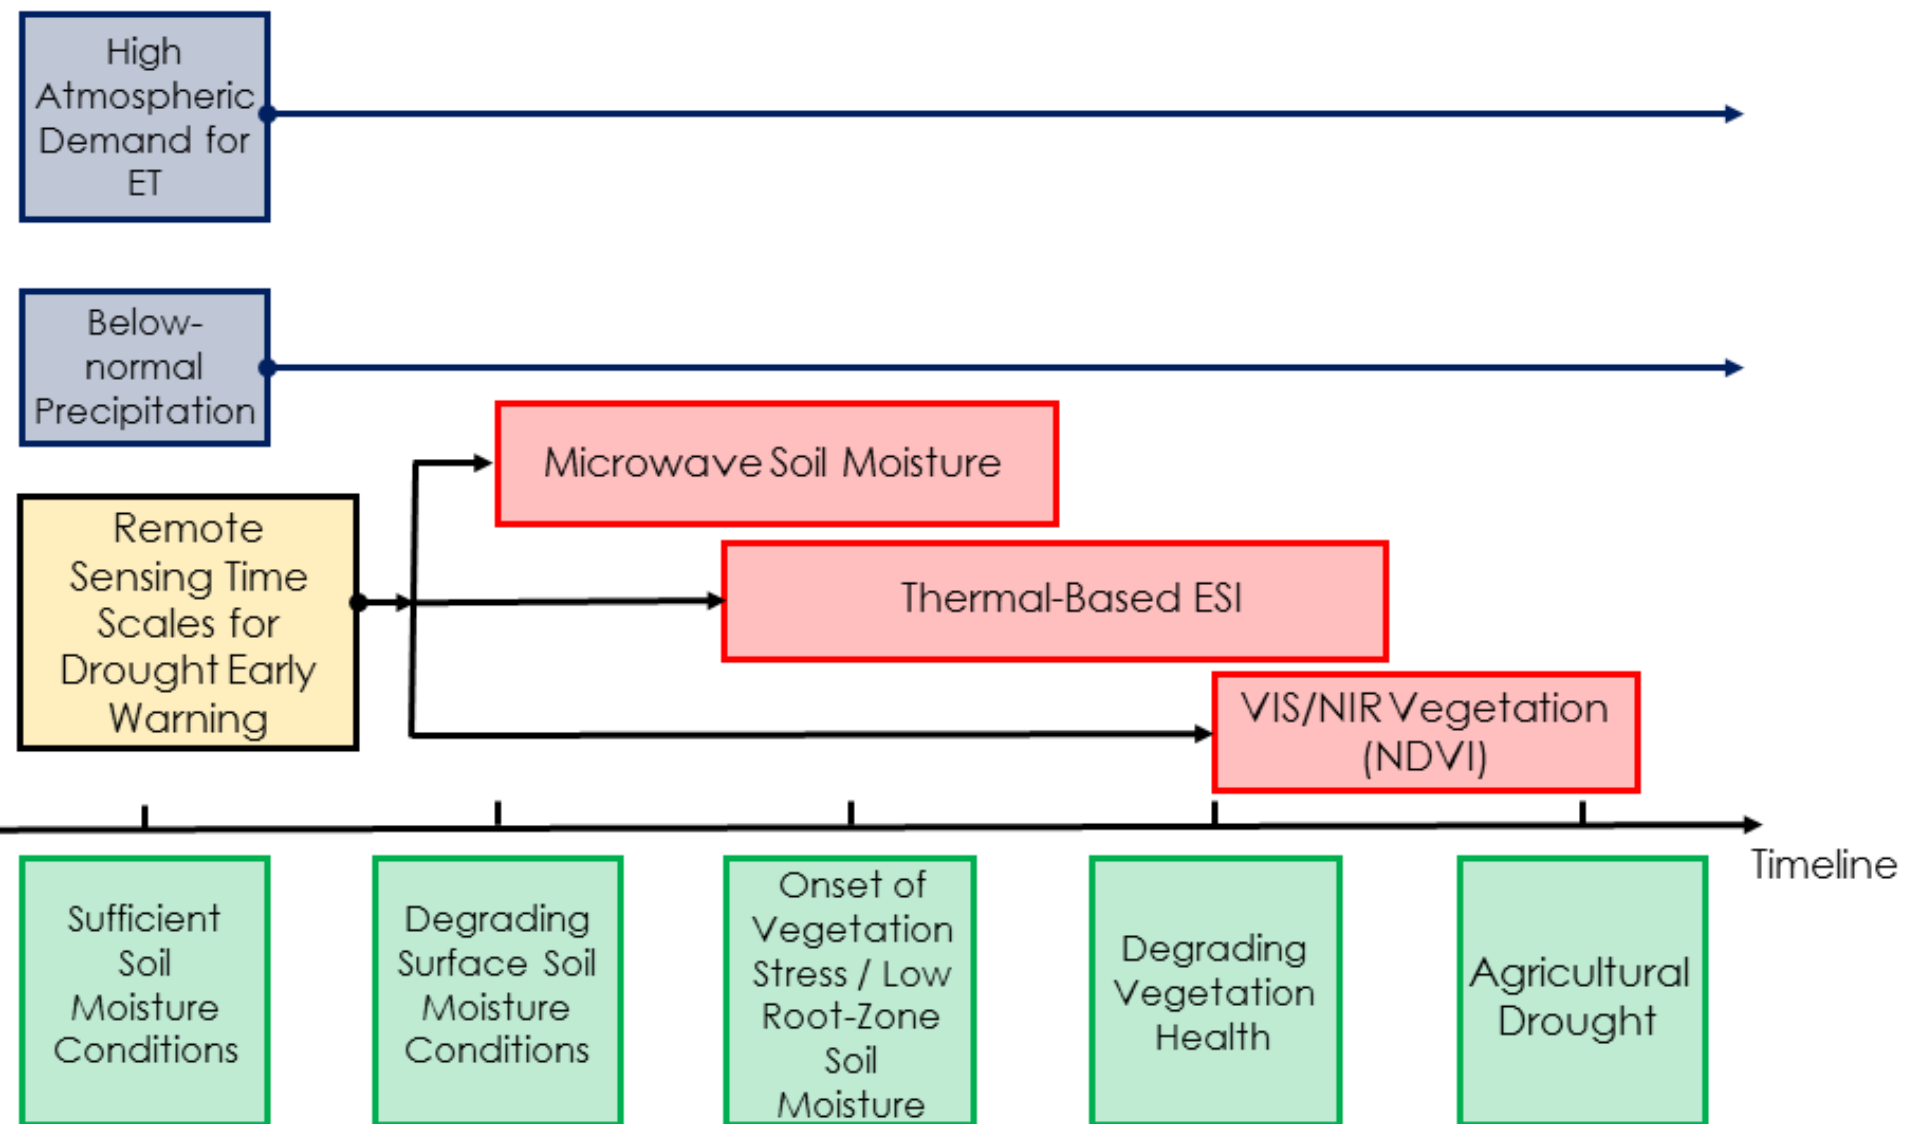 High
Atmospheric
Demand for
ET
Below-
normal
Precipitation
Microwave Soil Moisture
Remote
Sensing Time
Scales for
Drought Early
Warning
Thermal-Based ESI
VIS/NIR Vegetation
(NDVI)
Timeline
Sufficient
Soil
Moisture
Conditions
Degrading
Surface Soil
Moisture
Conditions
Onset of
Vegetation
Stress / Low
Root-Zone
Soil
Moisture
Degrading
Vegetation
Health
Agricultural
Drought